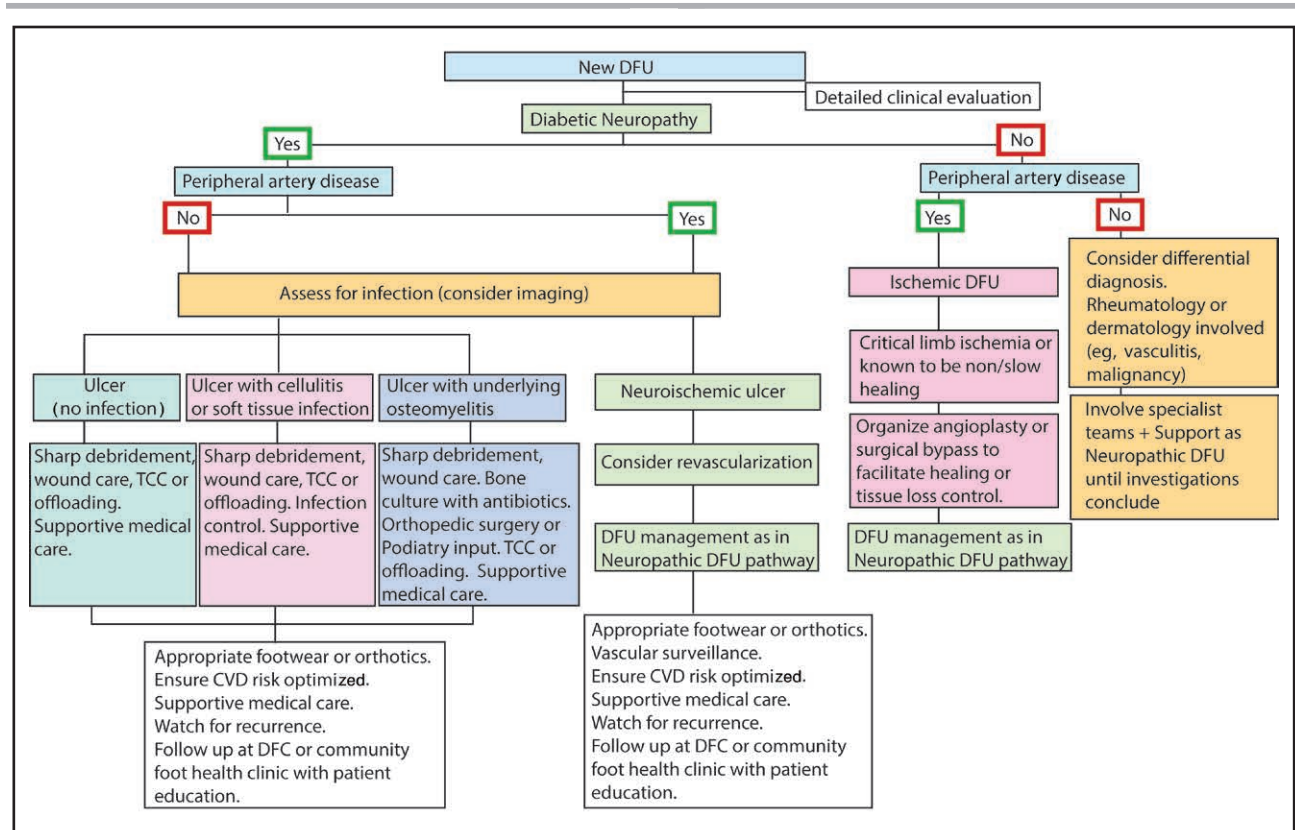 New DFU
Detailed clinical evaluation
Diabetic Neuropathy
Yes
No
Peripheral artery disease
Peripheral artery disease
No
Yes
Yes
No
Assess for infection (consider imaging)
Ischemic DFU
Consider differential
diagnosis.
Rheumatology or
dermatology involved
(eg, vasculitis,
malignancy)
Critical limb ischemia or
known to be non/slow
healing
Ulcer
(no infection)
Ulcer with cellulitis
or soft tissue infection
Ulcer with underlying
osteomyelitis
Neuroischemic ulcer
Organize angioplasty or
surgical bypass to
facilitate healing or
tissue loss control.
Involve specialist
teams + Support as
Neuropathic DFU
until investigations
conclude
Sharp debridement,
wound care, TCC or
offloading.
Supportive medical
care.
Sharp debridement,
wound care, TCC or
offloading. Infection
control. Supportive
medical care.
Sharp debridement,
wound care. Bone
culture with antibiotics.
Orthopedic surgery or
Podiatry input. TCC or
offloading. Supportive
medical care.
Consider revascularization
DFU management as in
Neuropathic DFU pathway
DFU management as in
Neuropathic DFU pathway
Appropriate footwear or orthotics.
Ensure CVD risk optimized.
Supportive medical care.
Watch for recurrence.
Follow up at DFC or community
foot health clinic with patient
education.
Appropriate footwear or orthotics.
Vascular surveillance.
Ensure CVD risk optimized.
Supportive medical care.
Watch for recurrence.
Follow up at DFC or community
foot health clinic with patient
education.